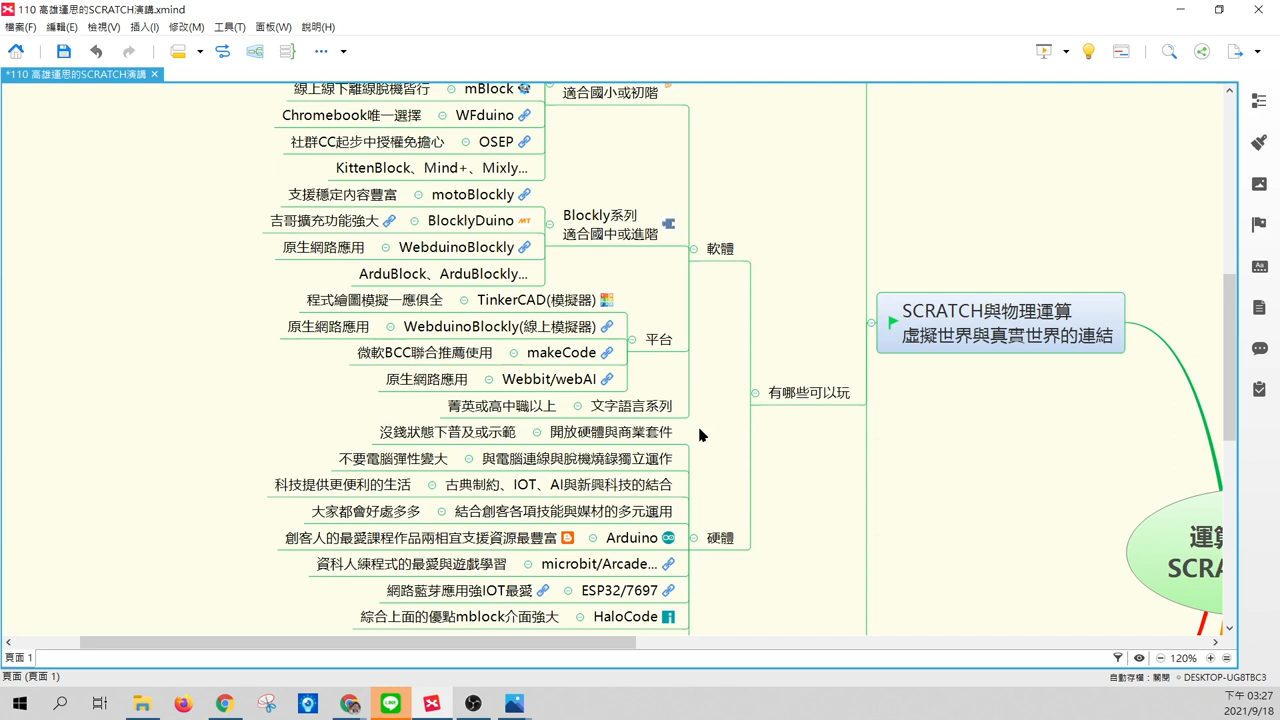 110 高雄運思的SCRATCH演講.xmind
檔案(F) 編輯(E) 檢視(V) 插入(I) 修改(M) 工具(T) 面板(W) 說明(H)
*110 高雄運思的SCRATCH演講
線上線下離線脫機皆行 mBlock
適合國小或初階
Chromebook唯一選擇 WFduino
社群CC起步中授權免擔心 OSEP
KittenBlock、Mind+、Mixly...
支援穩定內容豐富 motoBlockly
吉哥擴充功能強大 BlocklyDuino
Blockly系列
適合國中或進階
原生網路應用 WebduinoBlockly
軟體
ArduBlock、ArduBlockly...
程式繪圖模擬一應俱全 TinkerCAD(模擬器)
原生網路應用 WebduinoBlockly(線上模擬器)
平台
微軟BCC聯合推薦使用 makeCode
原生網路應用 Webbit/webAI
菁英或高中職以上 文字語言系列
SCRATCH與物理運算
虛擬世界與真實世界的連結
有哪些可以玩
沒錢狀態下普及或示範 開放硬體與商業套件
不要電腦彈性變大 與電腦連線與脫機燒錄獨立運作
科技提供更便利的生活 古典制約、IOT、AI與新興科技的結合
大家都會好處多多 結合創客各項技能與媒材的多元運用
創客人的最愛課程作品兩相宜支援資源最豐富 Arduino
硬體
資科人練程式的最愛與遊戲學習 microbit/Arcade...
網路藍芽應用強IOT最愛 ESP32/7697
綜合上面的優點mblock介面強大 HaloCode
運算
SCRA
頁面 1
120%
頁面 (頁面 1)
自動存檔：關閉 DESKTOP-UG8TBC3
下午 03:27
2021/9/18